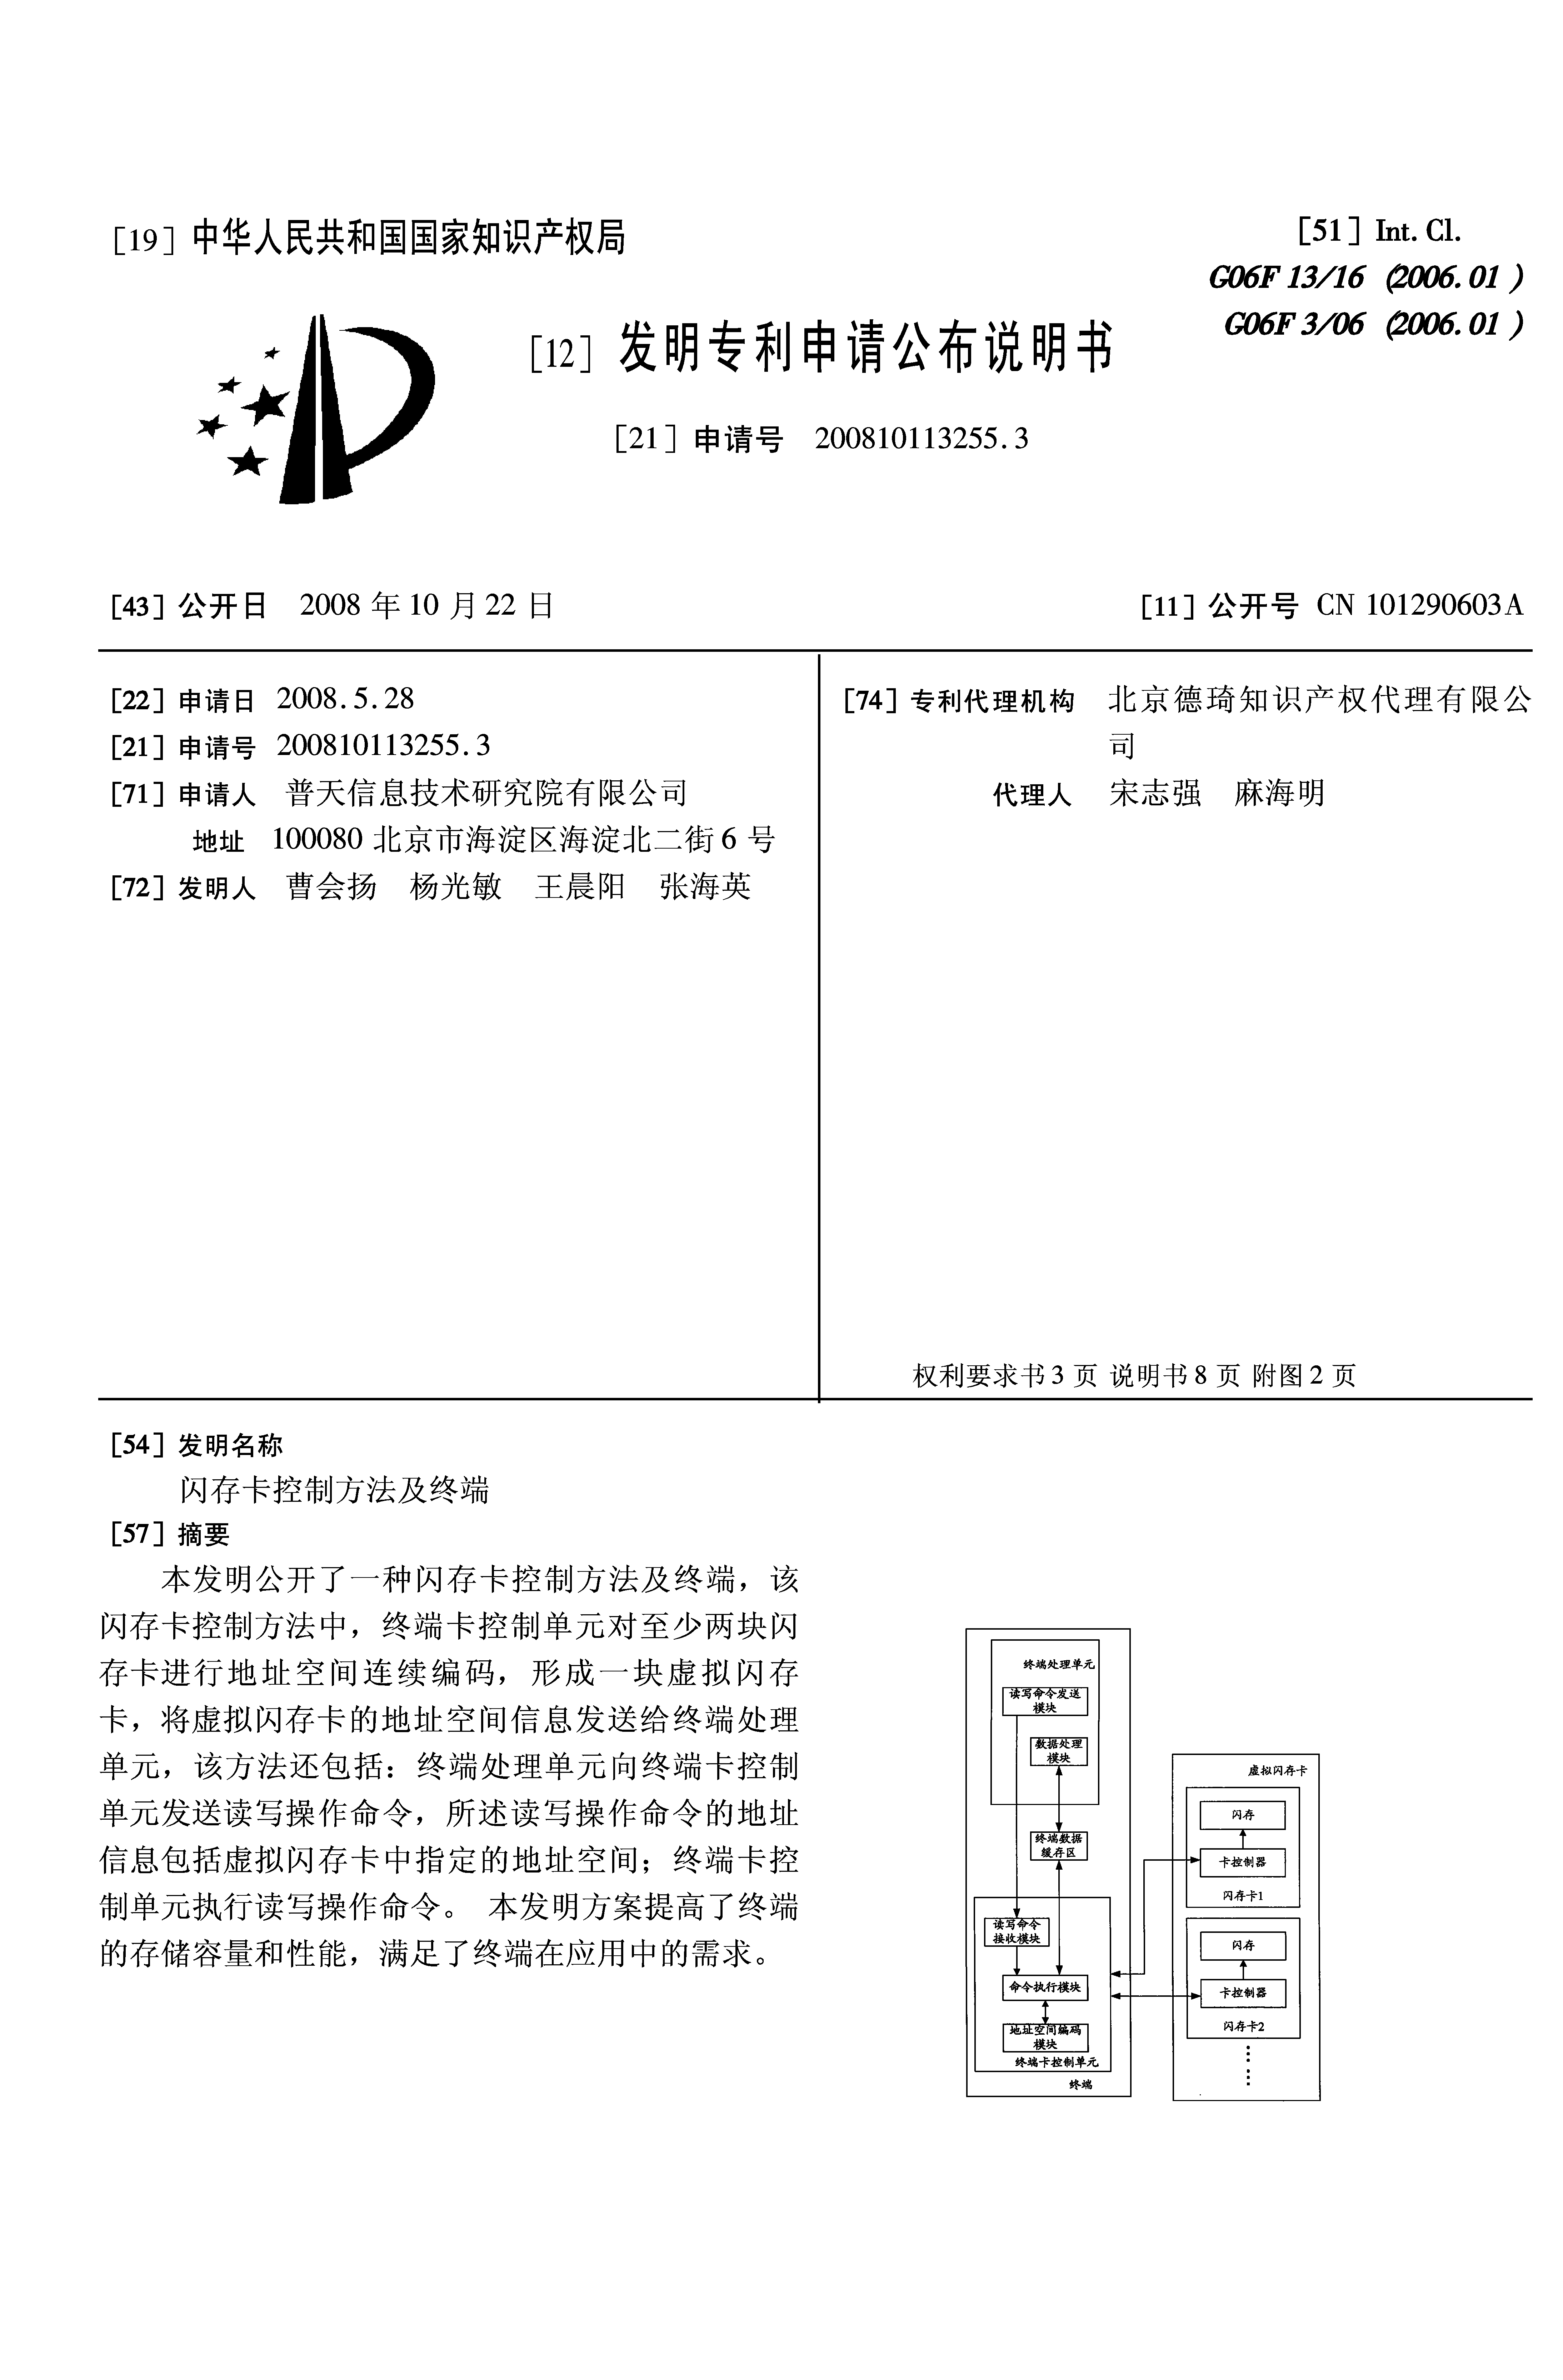 [19] 中华人民共和国国家知识产权局
[51] Int. Cl.
G06F 13/16 (2006.01)
G06F 3/06 (2006.01)
[12] 发明专利申请公布说明书
[21] 申请号 200810113255.3
[43] 公开日 2008 年 10 月 22 日
[11] 公开号 CN 101290603A
[22] 申请日 2008.5.28
[21] 申请号 200810113255.3
[71] 申请人 普天信息技术研究院有限公司
地址 100080 北京市海淀区海淀北二街 6 号
[72] 发明人 曹会扬 杨光敏 王晨阳 张海英
[74] 专利代理机构 北京德琦知识产权代理有限公
司
代理人 宋志强 麻海明
权利要求书 3 页 说明书 8 页 附图 2 页
[54] 发明名称
闪存卡控制方法及终端
[57] 摘要
本发明公开了一种闪存卡控制方法及终端，该
闪存卡控制方法中，终端卡控制单元对至少两块闪
存卡进行地址空间连续编码，形成一块虚拟闪存
卡，将虚拟闪存卡的地址空间信息发送给终端处理
单元，该方法还包括：终端处理单元向终端卡控制
单元发送读写操作命令，所述读写操作命令的地址
信息包括虚拟闪存卡中指定的地址空间；终端卡控
制单元执行读写操作命令。 本发明方案提高了终端
的存储容量和性能，满足了终端在应用中的需求。
终端处理单元
读写命令发送
模块
数据处理
模块
终端数据
缓存区
读写命令
接收模块
命令执行模块
地址空间编码
模块
终端卡控制单元
终端
虚拟闪存卡
闪存
卡控制器
闪存卡1
闪存
卡控制器
闪存卡2